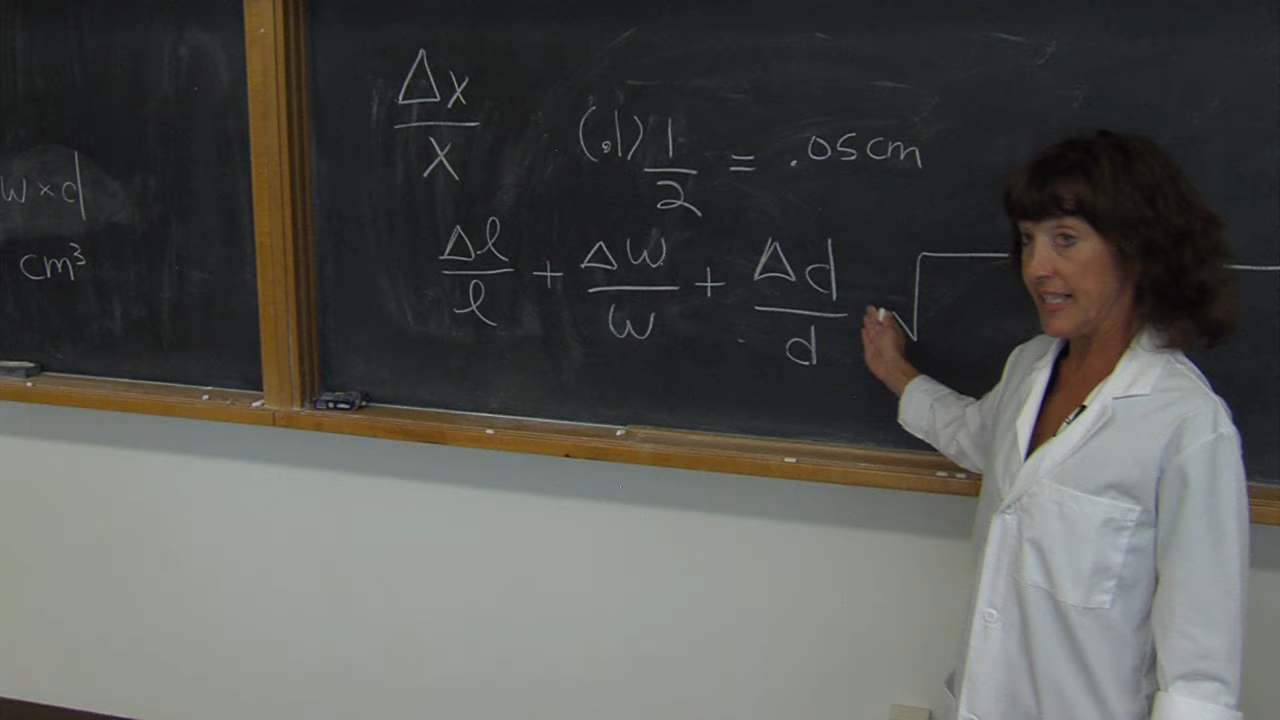 w × d
cm³
Δx
x
(.1) 1/2 = .05cm
Δl/l + Δw/w + Δd/d √